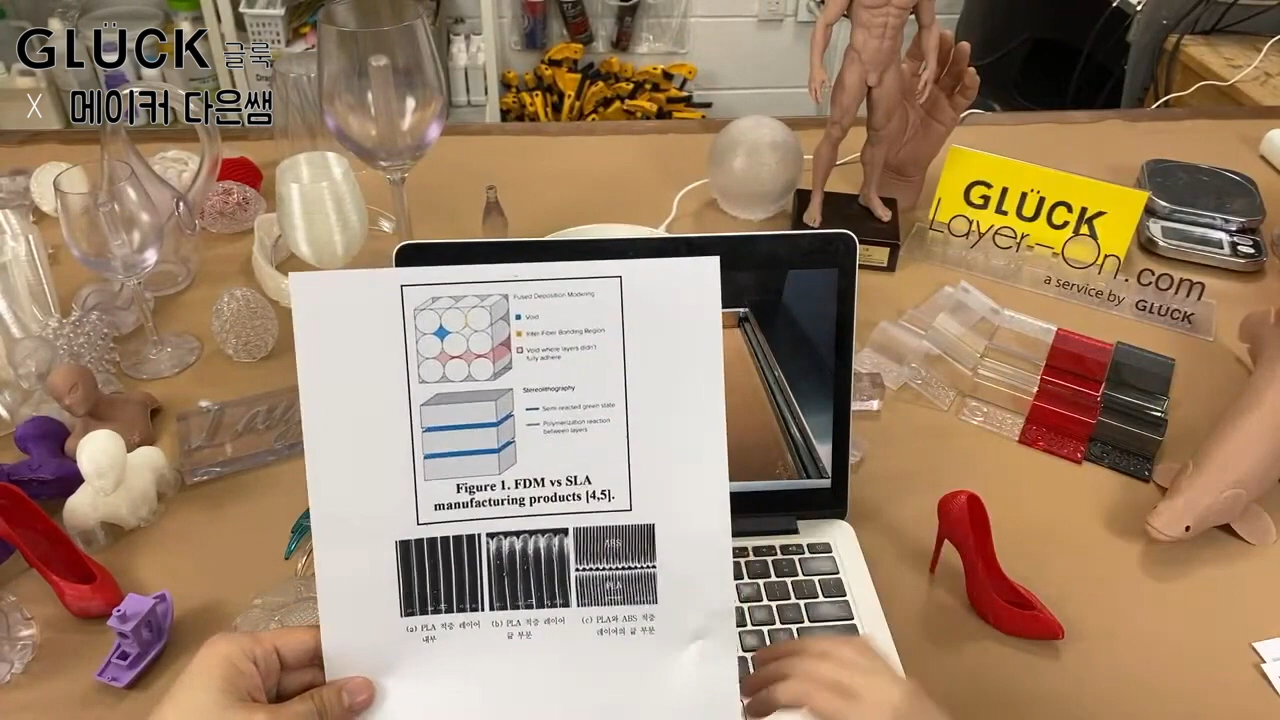 GLÜCK 글룩
X 메이커 다은쌤
GLÜCK
Layer--On.com
a service by GLÜCK
Fused Deposition Modeling
Void
Inter-Fiber Bonding Region
Void where layers didn't
fully adhere
Stereolithography
Semi reacted green state
Polymerization reaction
between layers
Figure 1. FDM vs SLA
manufacturing products [4,5].
ABS
(a) PLA 적층 레이어
내부
(b) PLA 적층 레이어
끝 부분
(c) PLA와 ABS 적층
레이어의 끝 부분